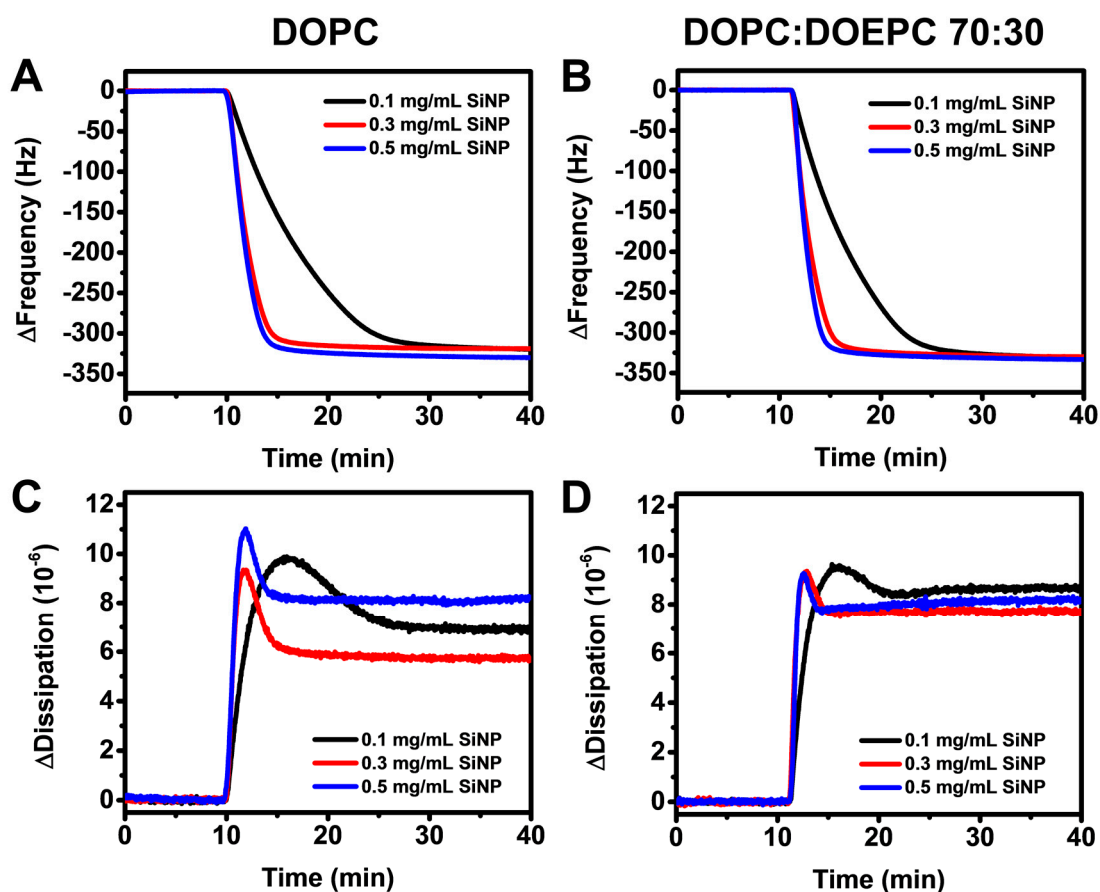 DOPC
DOPC:DOEPC 70:30
A
0
-50
-100
-150
-200
-250
-300
-350
ΔFrequency (Hz)
0.1 mg/mL SiNP
0.3 mg/mL SiNP
0.5 mg/mL SiNP
0 10 20 30 40
Time (min)
B
0
-50
-100
-150
-200
-250
-300
-350
ΔFrequency (Hz)
0.1 mg/mL SiNP
0.3 mg/mL SiNP
0.5 mg/mL SiNP
0 10 20 30 40
Time (min)
C
12
10
8
6
4
2
0
ΔDissipation (10⁻⁶)
0.1 mg/mL SiNP
0.3 mg/mL SiNP
0.5 mg/mL SiNP
0 10 20 30 40
Time (min)
D
12
10
8
6
4
2
0
ΔDissipation (10⁻⁶)
0.1 mg/mL SiNP
0.3 mg/mL SiNP
0.5 mg/mL SiNP
0 10 20 30 40
Time (min)